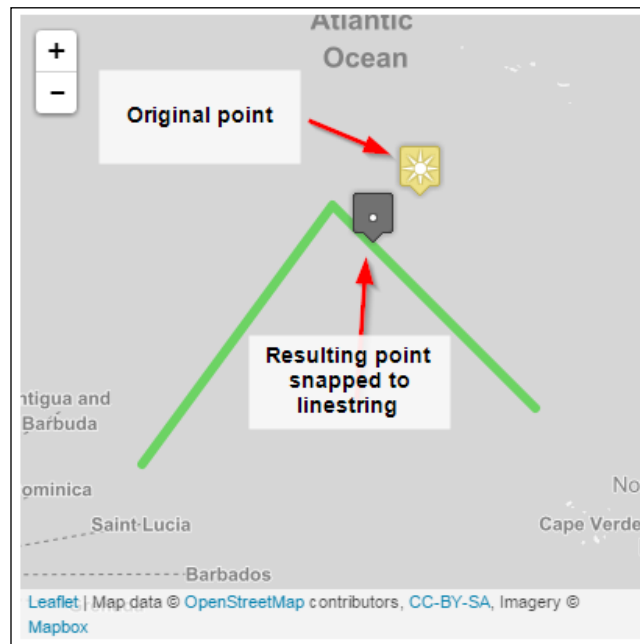 Atlantic
Ocean
+
−
Original point
Resulting point
snapped to
linestring
ntigua and
Barbuda
ominica
No
Saint-Lucia
Cape Verde
Barbados
Leaflet | Map data © OpenStreetMap contributors, CC-BY-SA, Imagery ©
Mapbox